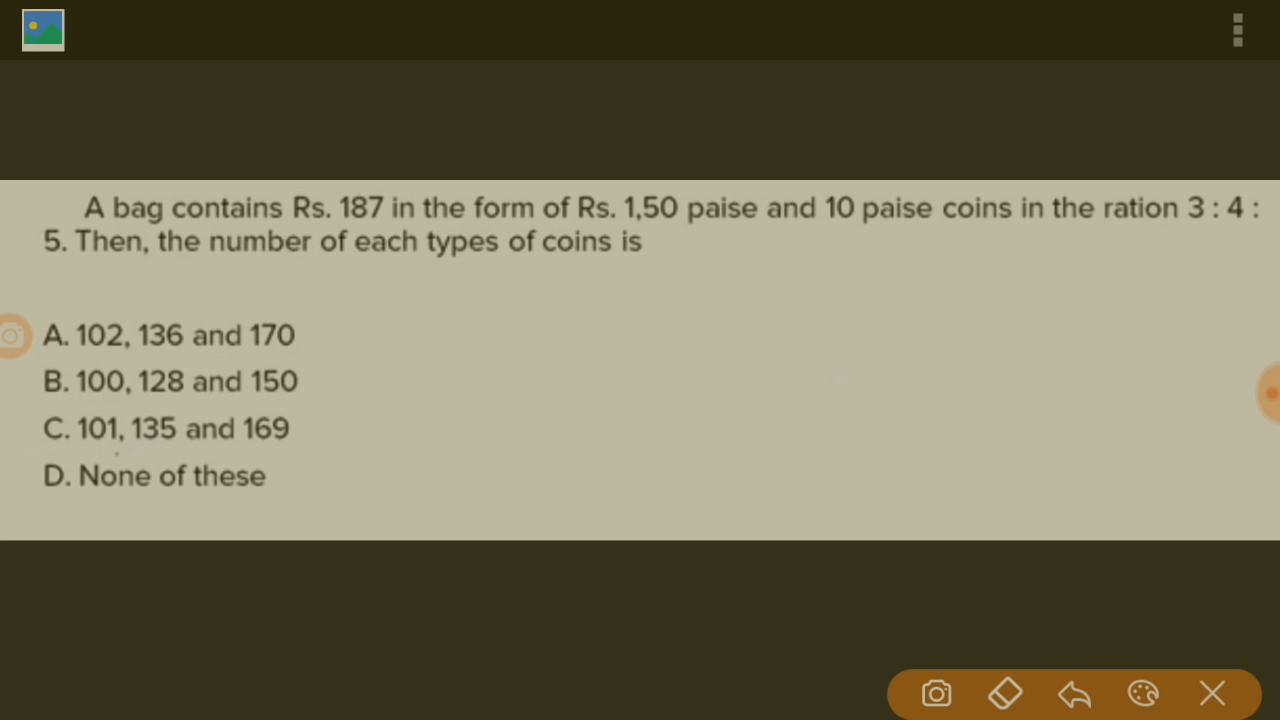 A bag contains Rs. 187 in the form of Rs. 1,50 paise and 10 paise coins in the ration 3 : 4 :
5. Then, the number of each types of coins is
A. 102, 136 and 170
B. 100, 128 and 150
C. 101, 135 and 169
D. None of these